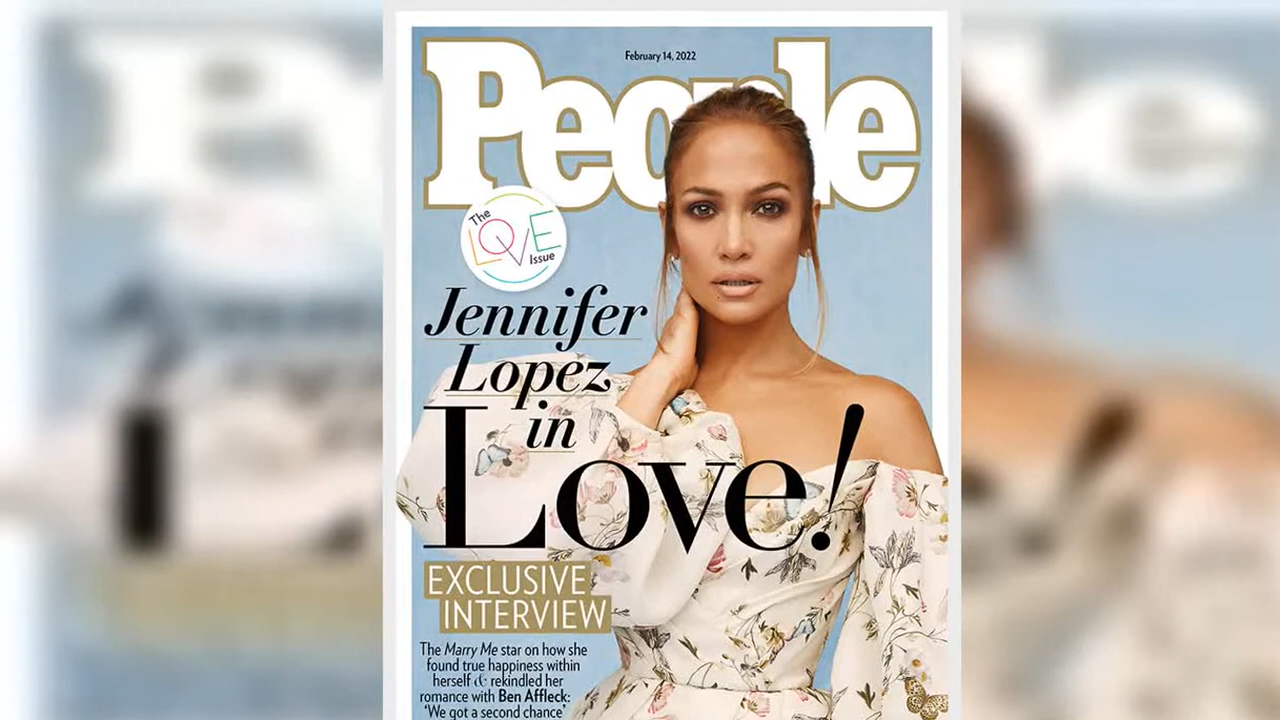 February 14, 2022
People
The
LOVE
Issue
Jennifer
Lopez
in
Love!
EXCLUSIVE
INTERVIEW
The Marry Me star on how she
found true happiness within
herself & rekindled her
romance with Ben Affleck:
‘We got a second chance’